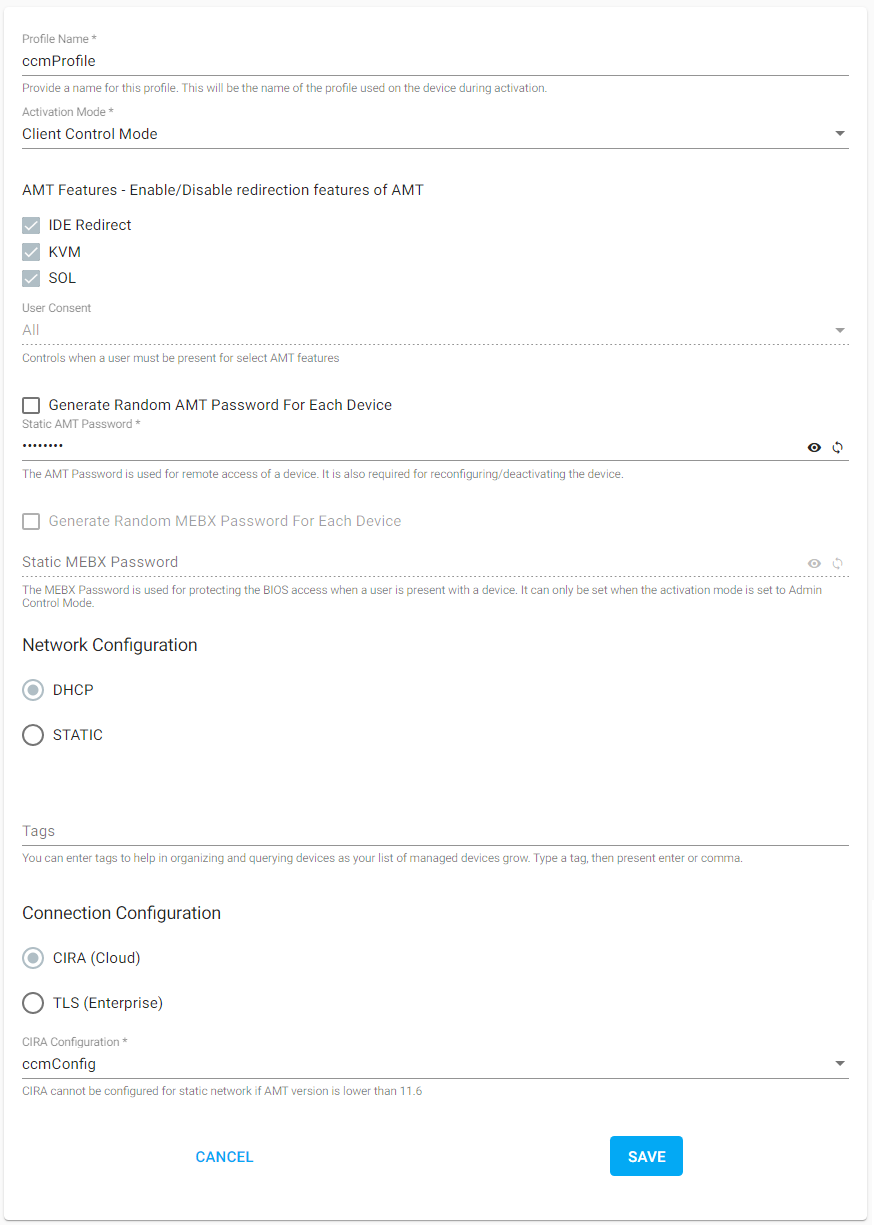 Profile Name *
ccmProfile
Provide a name for this profile. This will be the name of the profile used on the device during activation.
Activation Mode *
Client Control Mode
AMT Features - Enable/Disable redirection features of AMT
IDE Redirect
KVM
SOL
User Consent
All
Controls when a user must be present for select AMT features
Generate Random AMT Password For Each Device
Static AMT Password *
••••••••
The AMT Password is used for remote access of a device. It is also required for reconfiguring/deactivating the device.
Generate Random MEBX Password For Each Device
Static MEBX Password
The MEBX Password is used for protecting the BIOS access when a user is present with a device. It can only be set when the activation mode is set to Admin
Control Mode.
Network Configuration
DHCP
STATIC
Tags
You can enter tags to help in organizing and querying devices as your list of managed devices grow. Type a tag, then present enter or comma.
Connection Configuration
CIRA (Cloud)
TLS (Enterprise)
CIRA Configuration *
ccmConfig
CIRA cannot be configured for static network if AMT version is lower than 11.6
CANCEL
SAVE